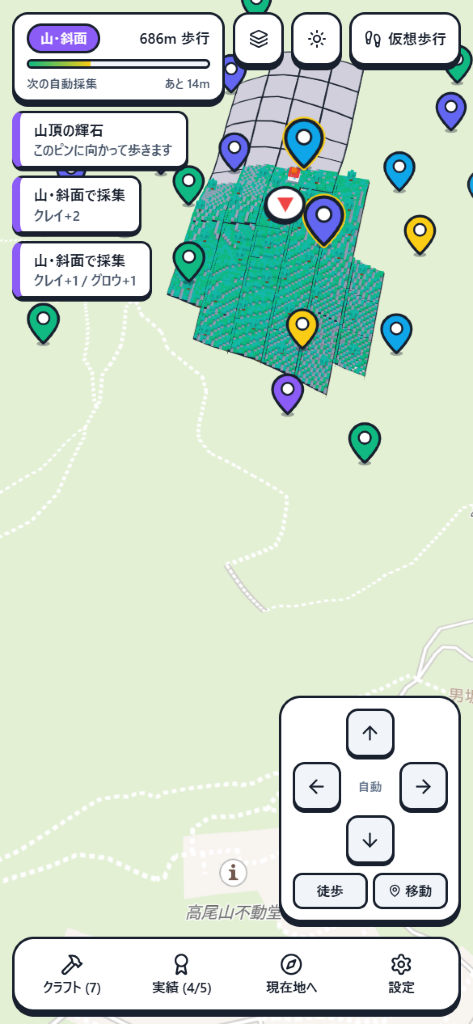 山・斜面
686m 歩行
次の自動採集
あと 14m
仮想歩行
山頂の輝石
このピンに向かって歩きます
山・斜面で採集
クレイ+2
山・斜面で採集
クレイ+1 / グロウ+1
男坂
自動
徒歩
移動
高尾山不動堂
クラフト (7)
実績 (4/5)
現在地へ
設定